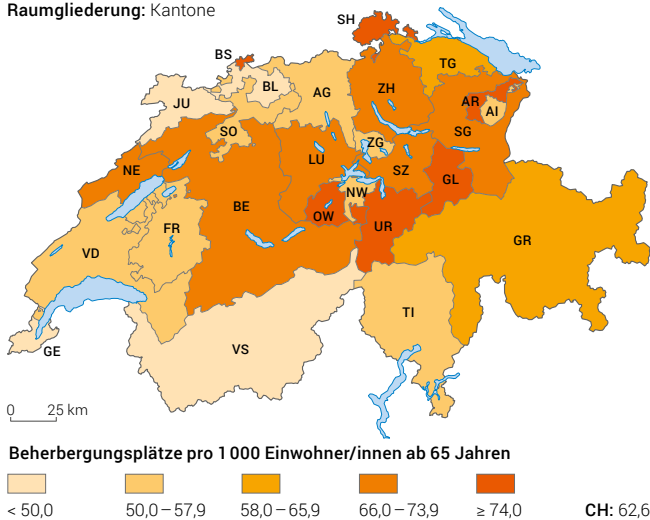 Raumgliederung: Kantone
SH
BS
TG
BL
AG
ZH
JU
AR
AI
SO
ZG
SG
LU
NE
SZ
GL
NW
BE
OW
FR
UR
VD
GR
TI
GE
VS
0 25 km
Beherbergungsplätze pro 1 000 Einwohner/innen ab 65 Jahren
< 50,0 50,0 – 57,9 58,0 – 65,9 66,0 – 73,9 ≥ 74,0 CH: 62,6